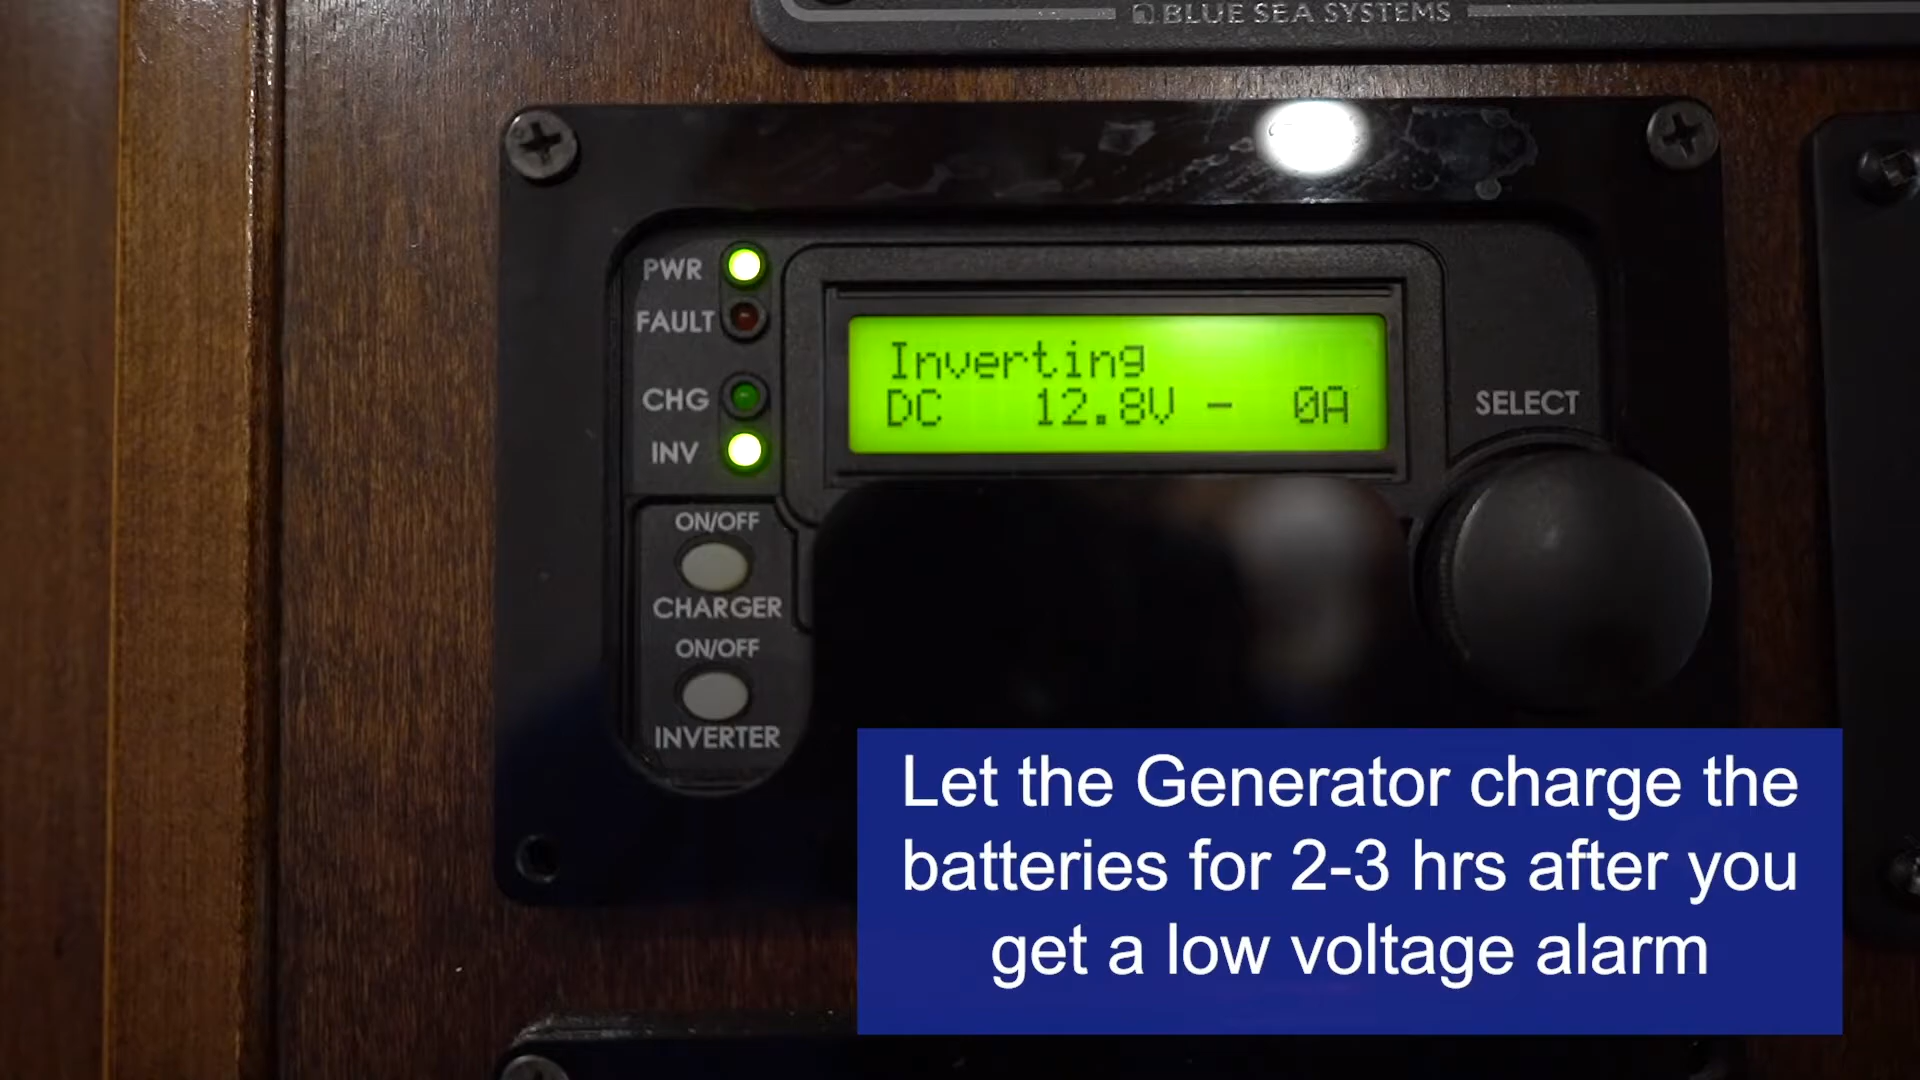 BLUE SEA SYSTEMS
PWR
FAULT
CHG
INV
Inverting
DC 12.8V - 0A
SELECT
ON/OFF
CHARGER
ON/OFF
INVERTER
Let the Generator charge the
batteries for 2-3 hrs after you
get a low voltage alarm